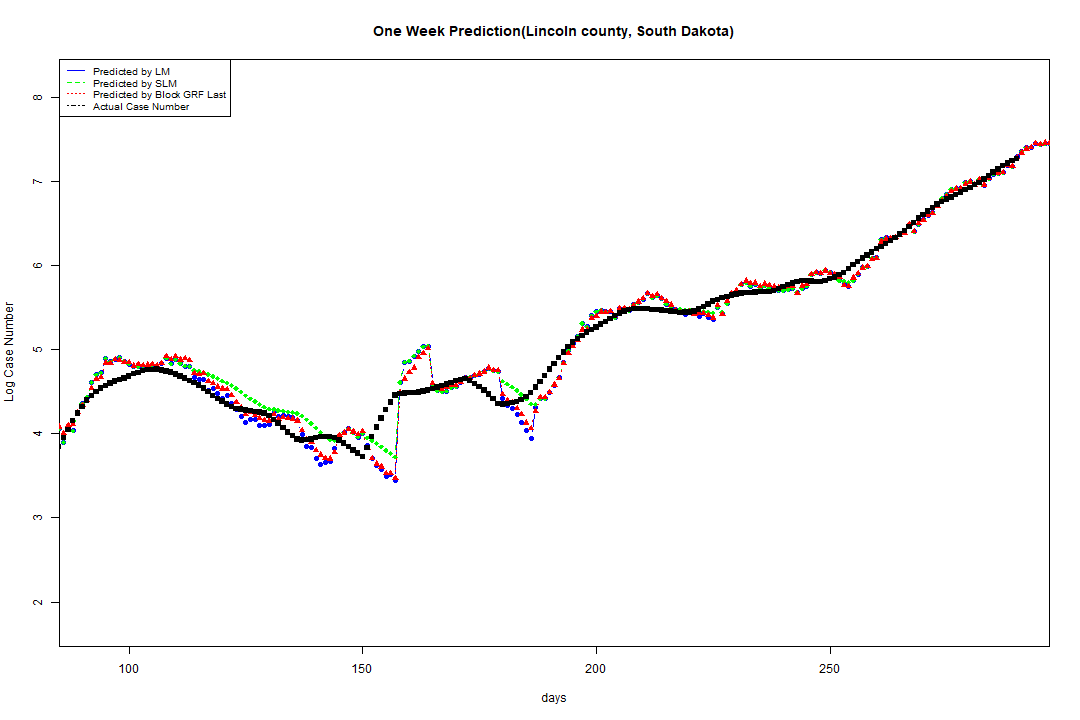 One Week Prediction(Lincoln county, South Dakota)
Predicted by LM
Predicted by SLM
Predicted by Block GRF Last
Actual Case Number
8
7
6
5
4
3
2
Log Case Number
100 150 200 250
days